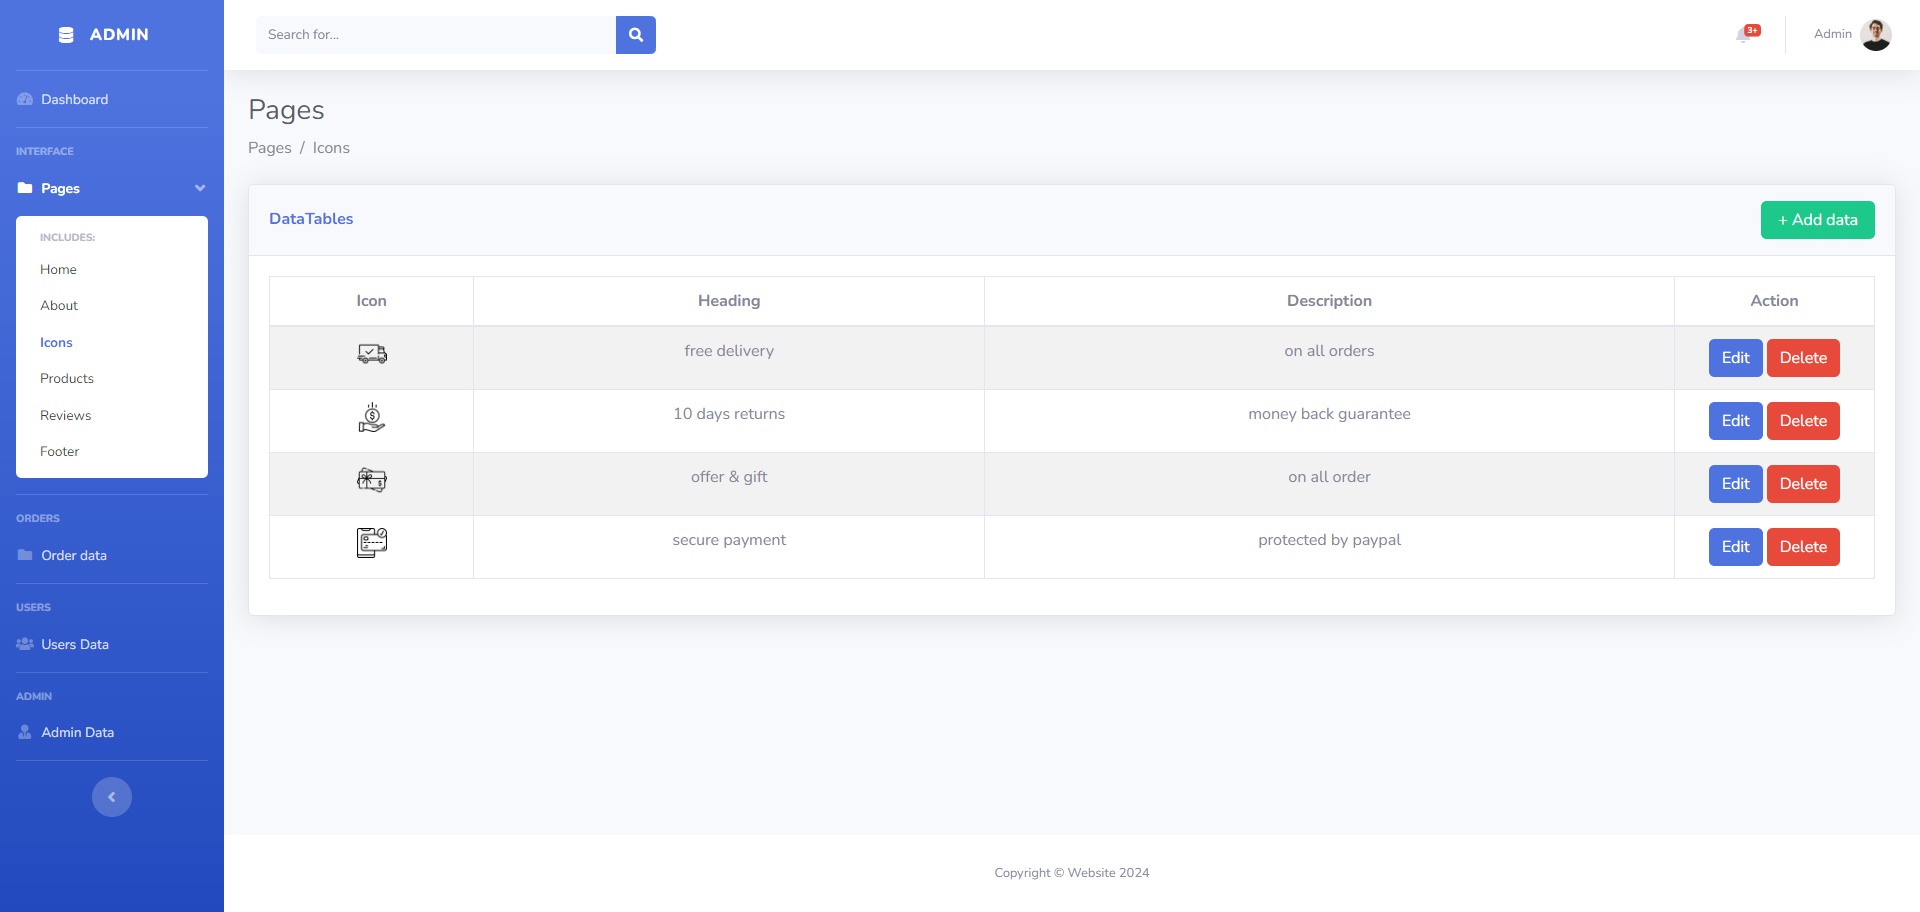 ADMIN
Search for...
3+
Admin
Dashboard
INTERFACE
Pages
INCLUDES:
Home
About
Icons
Products
Reviews
Footer
ORDERS
Order data
USERS
Users Data
ADMIN
Admin Data
Pages
Pages / Icons
DataTables
+ Add data
Icon Heading Description Action
free delivery on all orders Edit Delete
10 days returns money back guarantee Edit Delete
offer & gift on all order Edit Delete
secure payment protected by paypal Edit Delete
Copyright © Website 2024